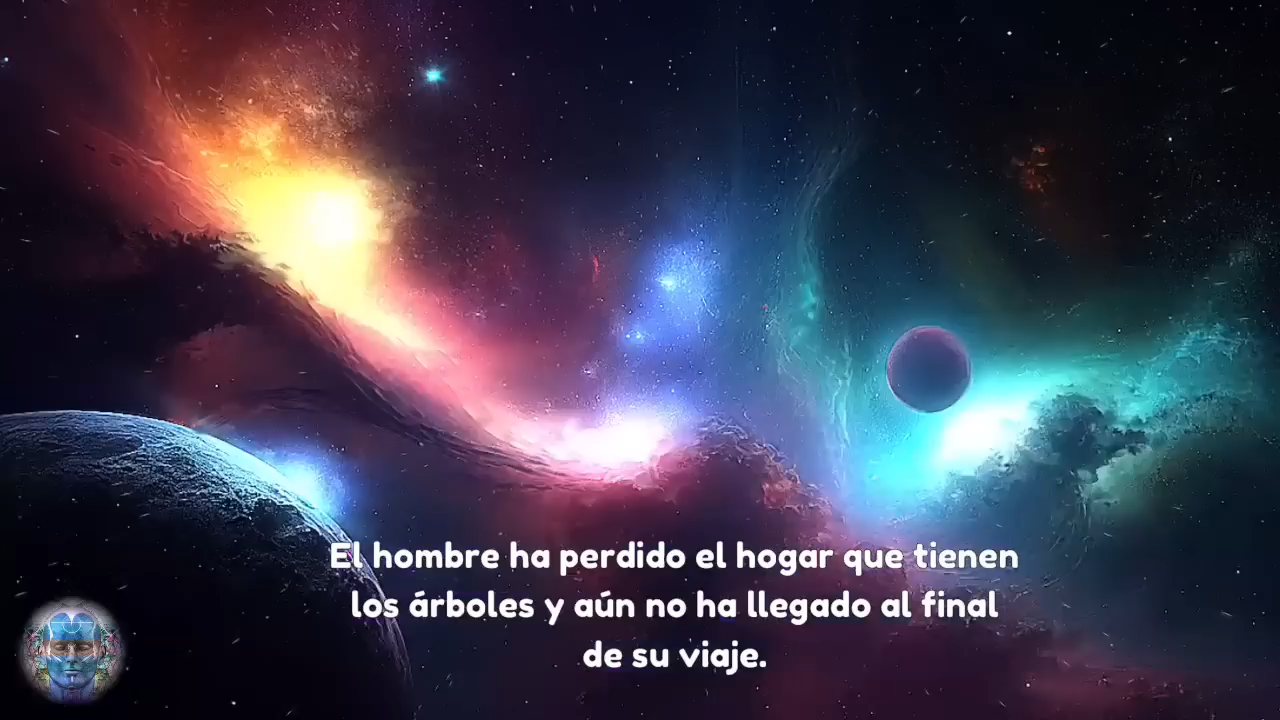 El hombre ha perdido el hogar que tienen
los árboles y aún no ha llegado al final
de su viaje.